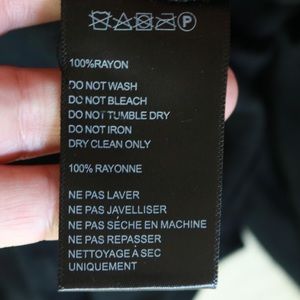 P
100%RAYON
DO NOT WASH
DO NOT BLEACH
DO NOT TUMBLE DRY
DO NOT IRON
DRY CLEAN ONLY
100% RAYONNE
NE PAS LAVER
NE PAS JAVELLISER
NE PAS SÉCHE EN MACHINE
NE PAS REPASSER
NETTOYAGE À SEC
UNIQUEMENT